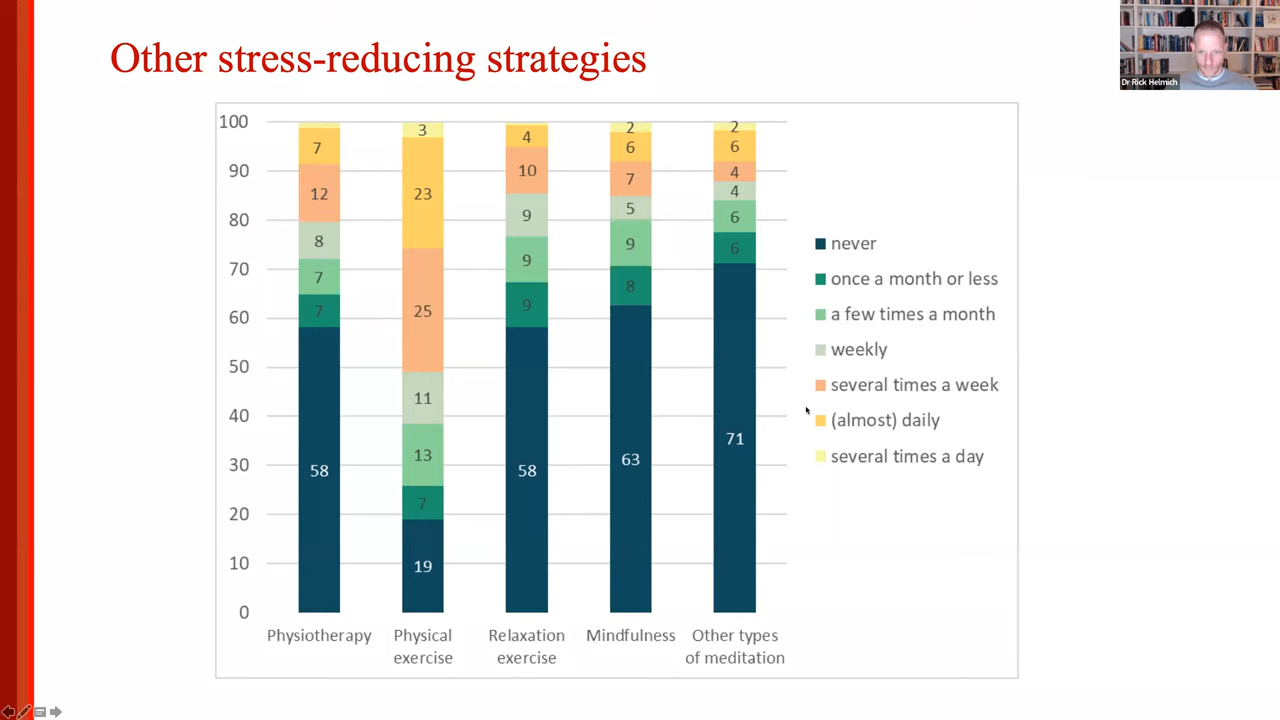 Other stress-reducing strategies
Dr Rick Helmich
100
90
80
70
60
50
40
30
20
10
0
7
12
8
7
7
58
3
23
25
11
13
7
19
4
10
9
9
9
58
2
6
7
5
9
8
63
2
6
4
4
6
6
71
Physiotherapy
Physical
exercise
Relaxation
exercise
Mindfulness
Other types
of meditation
never
once a month or less
a few times a month
weekly
several times a week
(almost) daily
several times a day